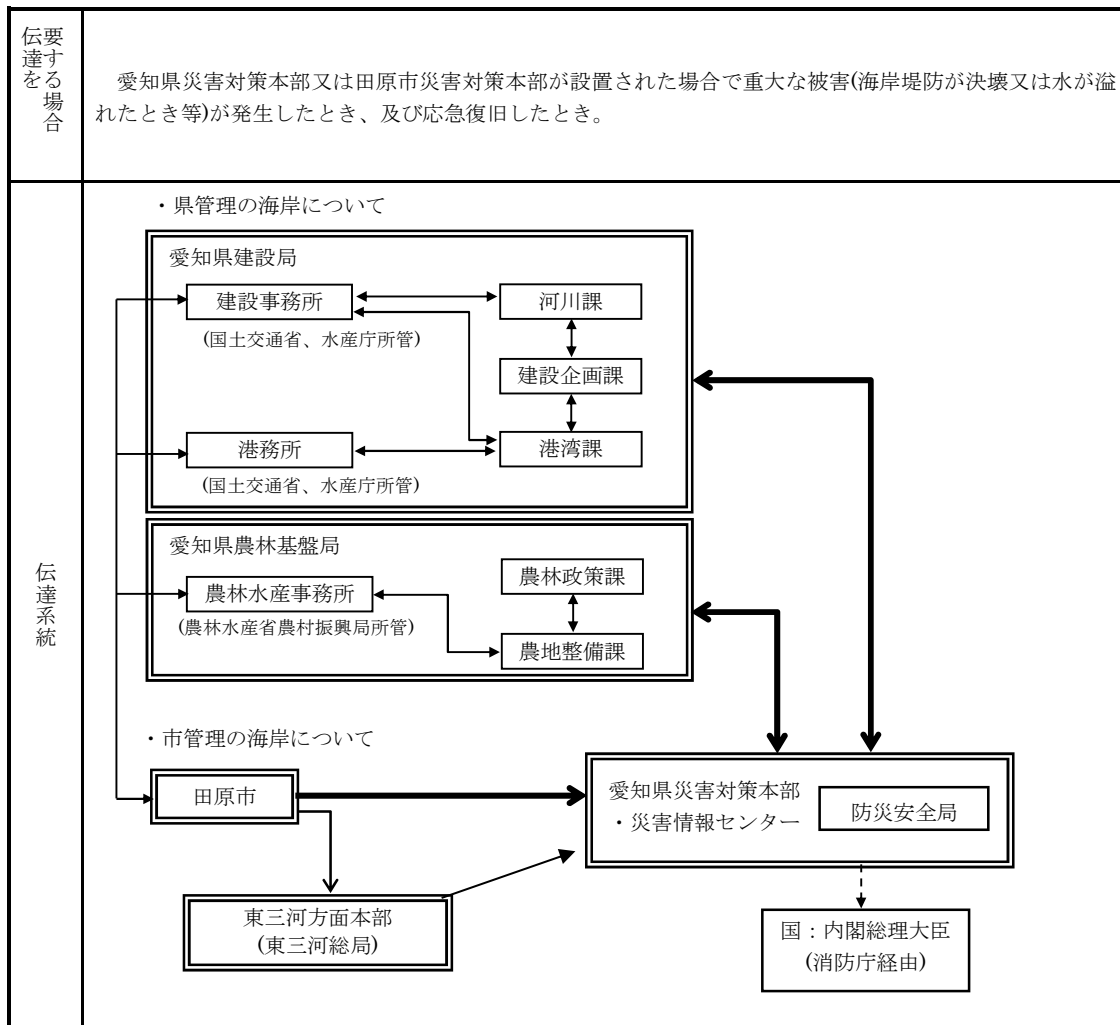 伝達を
要する場合
愛知県災害対策本部又は田原市災害対策本部が設置された場合で重大な被害(海岸堤防が決壊又は水が溢
れたとき等)が発生したとき、及び応急復旧したとき。
伝達系統
・県管理の海岸について
愛知県建設局
建設事務所
河川課
(国土交通省、水産庁所管)
建設企画課
港務所
港湾課
(国土交通省、水産庁所管)
愛知県農林基盤局
農林政策課
農林水産事務所
(農林水産省農村振興局所管)
農地整備課
・市管理の海岸について
田原市
愛知県災害対策本部
・災害情報センター
防災安全局
東三河方面本部
(東三河総局)
国：内閣総理大臣
(消防庁経由)